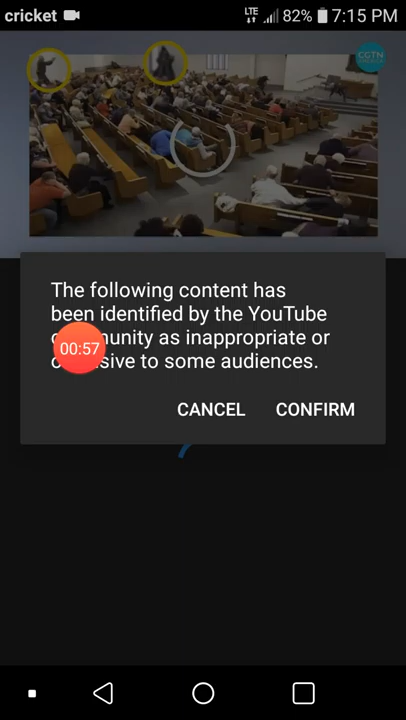 cricket LTE 82% 7:15 PM
CGTN
The following content has
been identified by the YouTube
00:57
as inappropriate or
to some audiences.
CANCEL CONFIRM